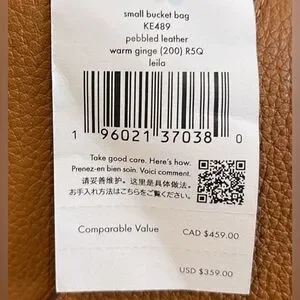 small bucket bag
KE489
pebbled leather
warm ginge (200) R5Q
leila
1 96021 37038 0
Take good care. Here's how:
Prenez-en bien soin. Voici comment.
请妥善维护。这里是具体做法。
お手入れ方法はこちらをご覧ください。
Comparable Value CAD $459.00
USD $359.00